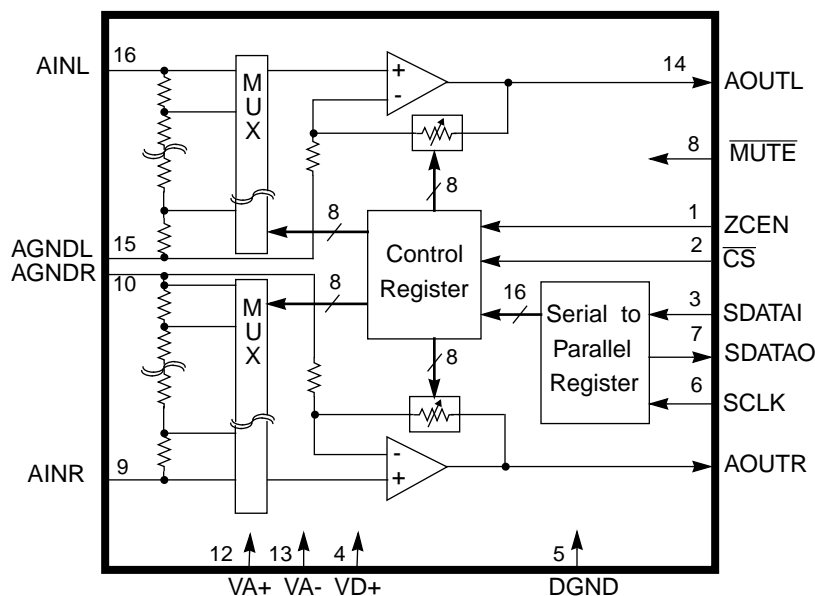 AINL
16
MUX
+
-
14
AOUTL
8
MUTE
8
8
1
ZCEN
2
CS
Control
Register
AGNDL
15
AGNDR
10
8
MUX
16
Serial to
Parallel
Register
3
SDATAI
7
SDATAO
6
SCLK
8
AINR
9
-
+
AOUTR
12
13
4
5
VA+
VA-
VD+
DGND